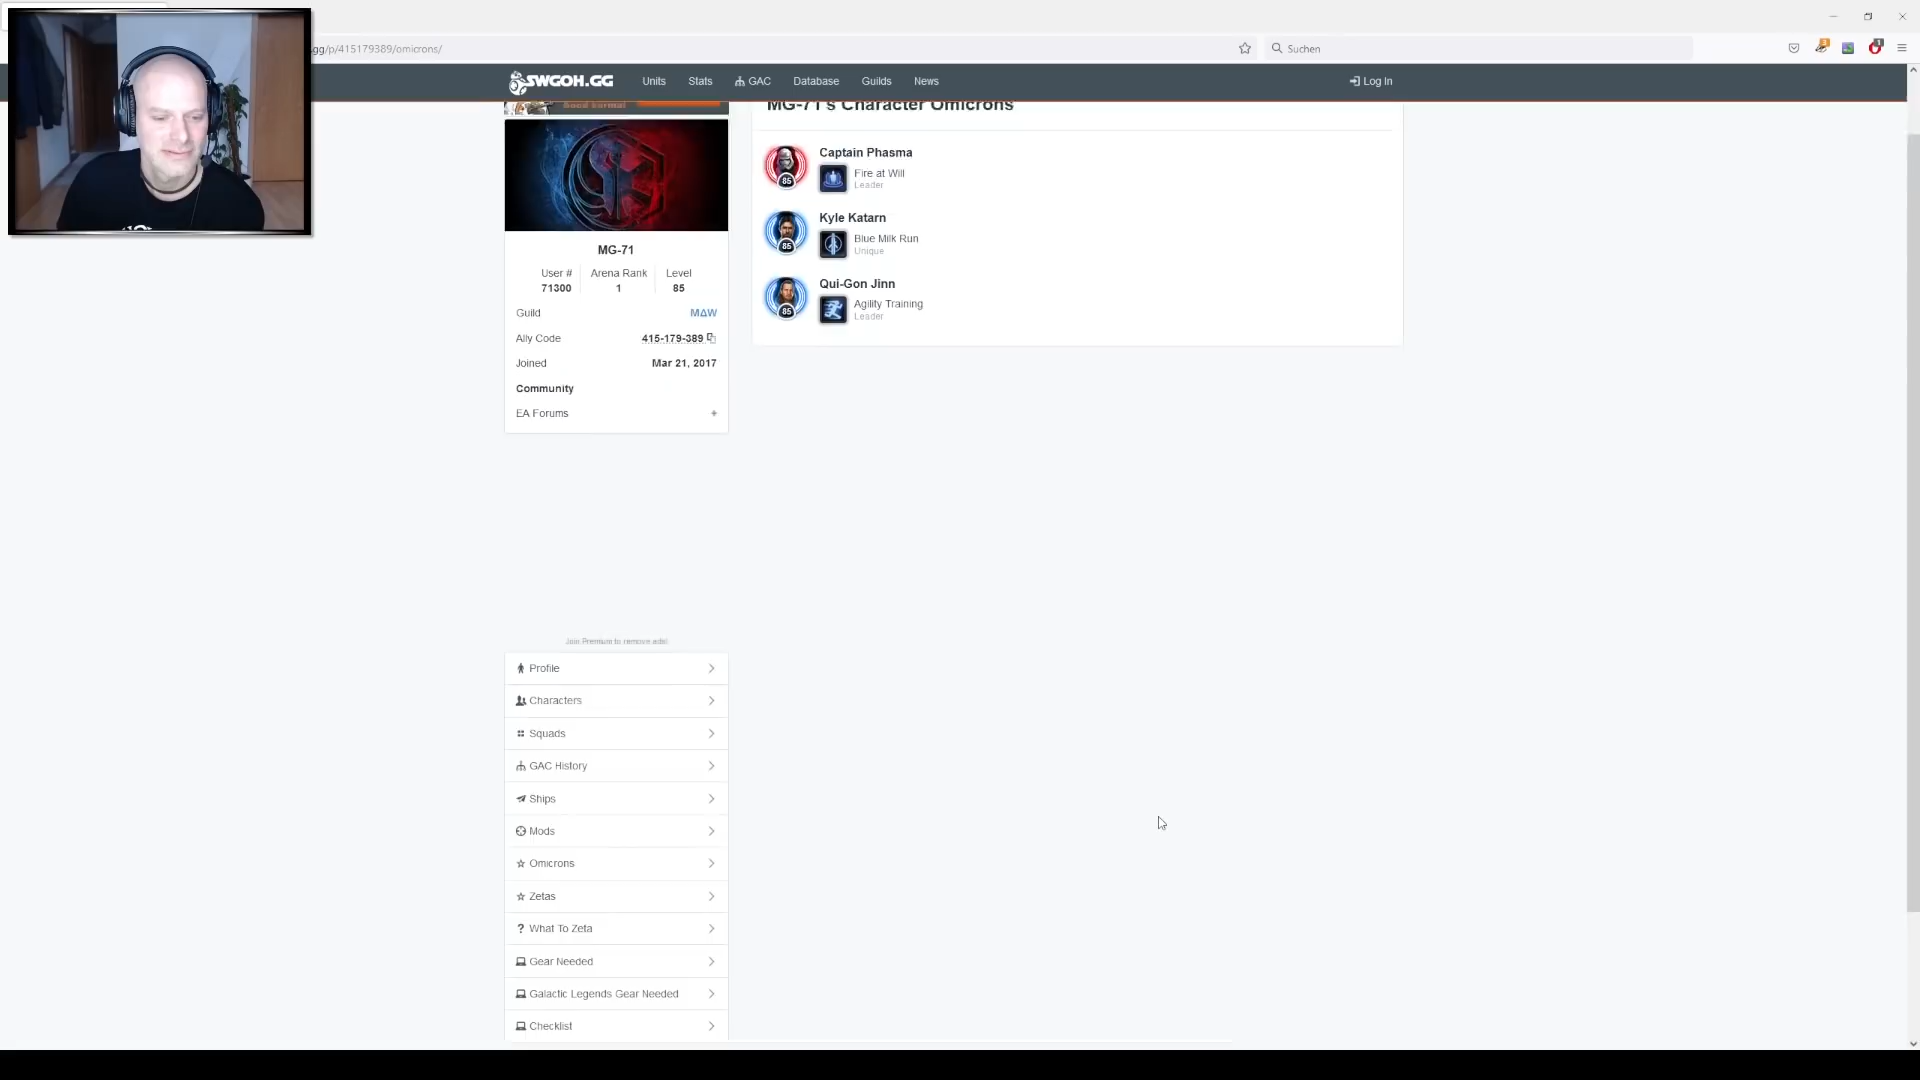 gg/p/415179389/omicrons/
Suchen
SWGOH.GG
Units
Stats
GAC
Database
Guilds
News
Log In
MG-71's Character Omicrons
Captain Phasma
85
Fire at Will
Leader
Kyle Katarn
85
Blue Milk Run
Unique
Qui-Gon Jinn
85
Agility Training
Leader
MG-71
User # Arena Rank Level
71300 1 85
Guild MΔW
Ally Code 415-179-389
Joined Mar 21, 2017
Community
EA Forums +
Join Premium to remove ads!
Profile
Characters
Squads
GAC History
Ships
Mods
Omicrons
Zetas
? What To Zeta
Gear Needed
Galactic Legends Gear Needed
Checklist